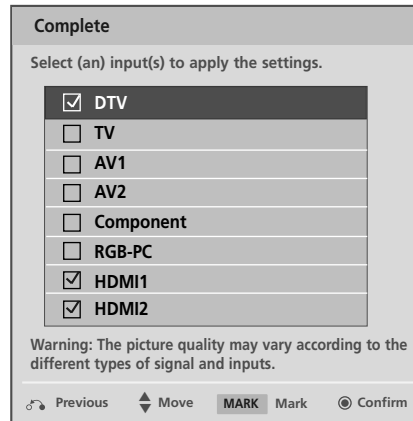 Complete
Select (an) input(s) to apply the settings.
DTV
TV
AV1
AV2
Component
RGB-PC
HDMI1
HDMI2
Warning: The picture quality may vary according to the
different types of signal and inputs.
Previous Move MARK Mark Confirm